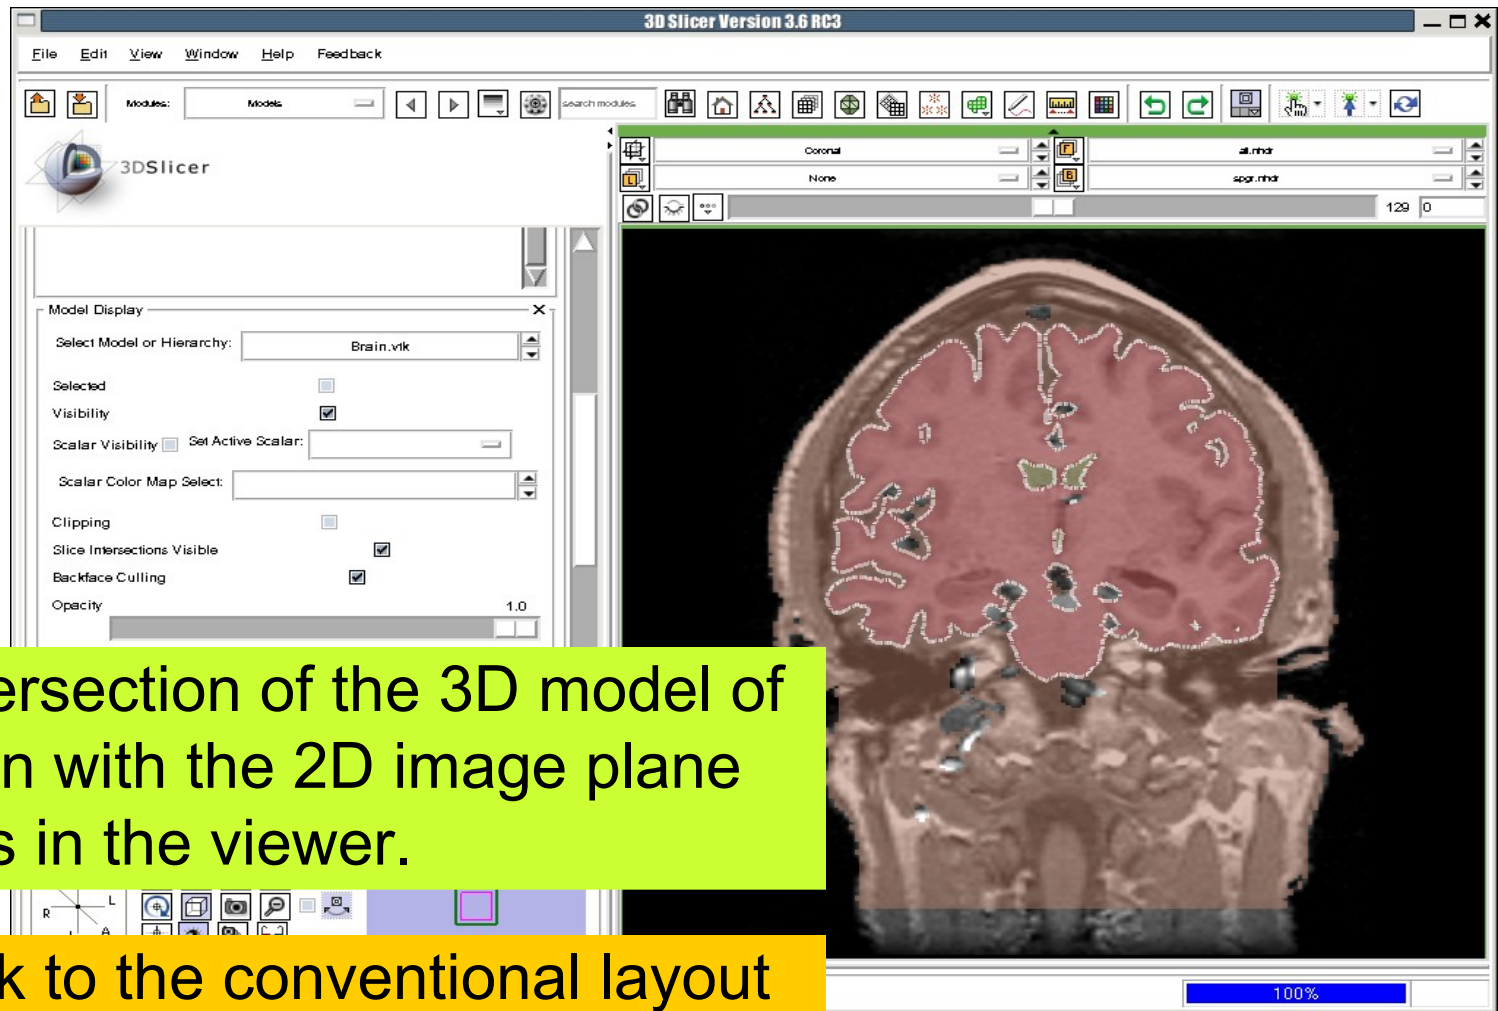 3D Slicer Version 3.6 RC3
File Edit View Window Help Feedback
Modules: Models search modules
3DSlicer
Coronal F all.nhdr
L None B spgr.nhdr
129 0
Model Display
Select Model or Hierarchy: Brain.vtk
Selected
Visibility
Scalar Visibility Set Active Scalar:
Scalar Color Map Select:
Clipping
Slice Intersections Visible
Backface Culling
Opacity 1.0
ersection of the 3D model of
n with the 2D image plane
s in the viewer.
R L
A
k to the conventional layout
100%